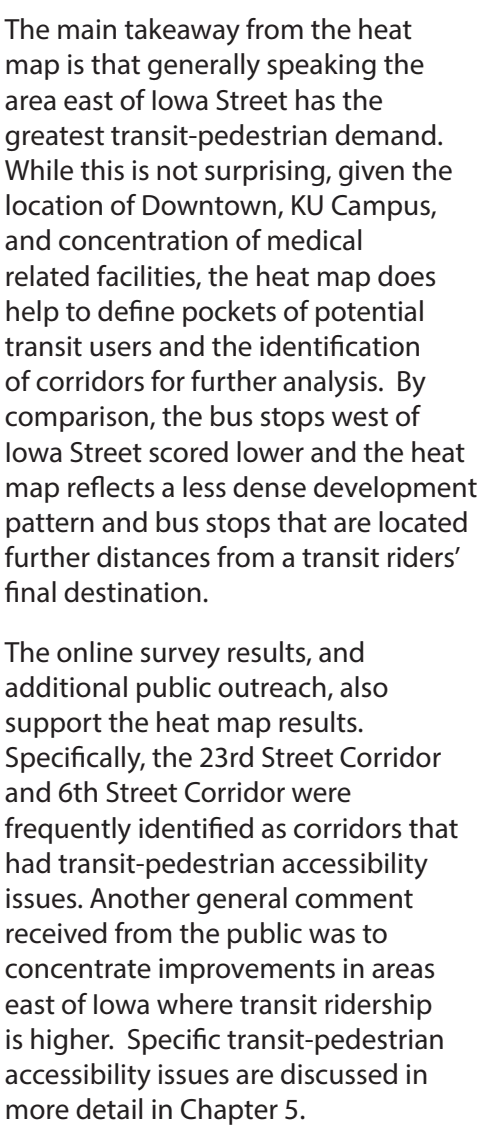 The main takeaway from the heat
map is that generally speaking the
area east of Iowa Street has the
greatest transit-pedestrian demand.
While this is not surprising, given the
location of Downtown, KU Campus,
and concentration of medical
related facilities, the heat map does
help to define pockets of potential
transit users and the identification
of corridors for further analysis.  By
comparison, the bus stops west of
Iowa Street scored lower and the heat
map reflects a less dense development
pattern and bus stops that are located
further distances from a transit riders’
final destination.
The online survey results, and
additional public outreach, also
support the heat map results.
Specifically, the 23rd Street Corridor
and 6th Street Corridor were
frequently identified as corridors that
had transit-pedestrian accessibility
issues. Another general comment
received from the public was to
concentrate improvements in areas
east of Iowa where transit ridership
is higher.  Specific transit-pedestrian
accessibility issues are discussed in
more detail in Chapter 5.